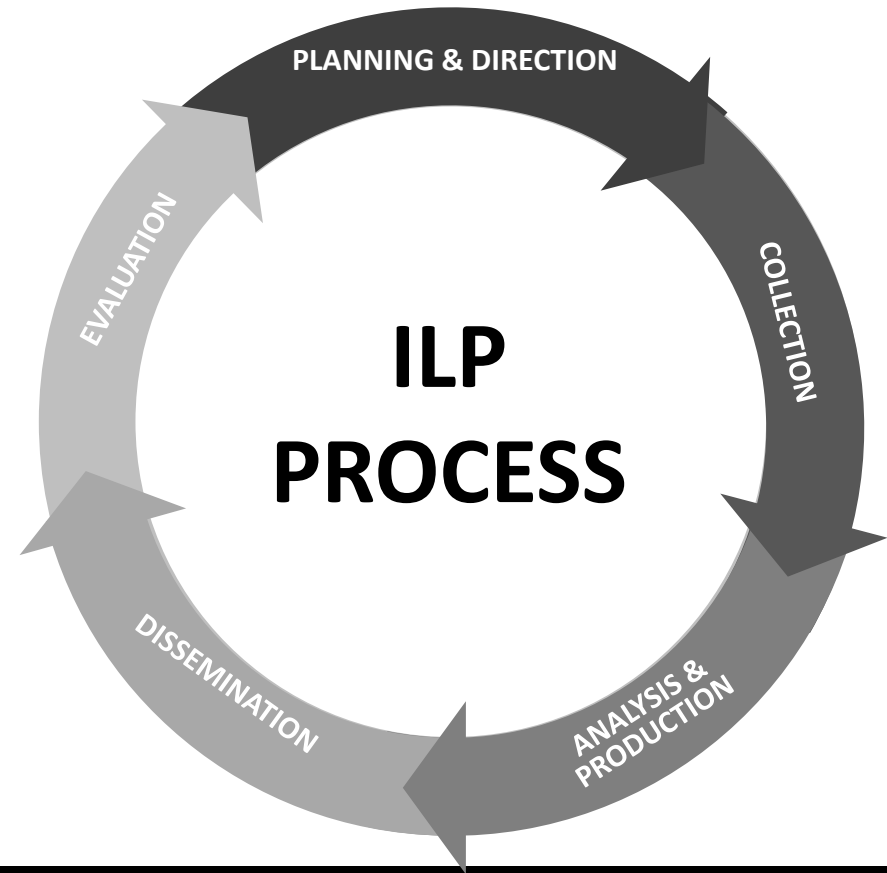 PLANNING & DIRECTION
COLLECTION
ANALYSIS &
PRODUCTION
DISSEMINATION
EVALUATION
ILP
PROCESS